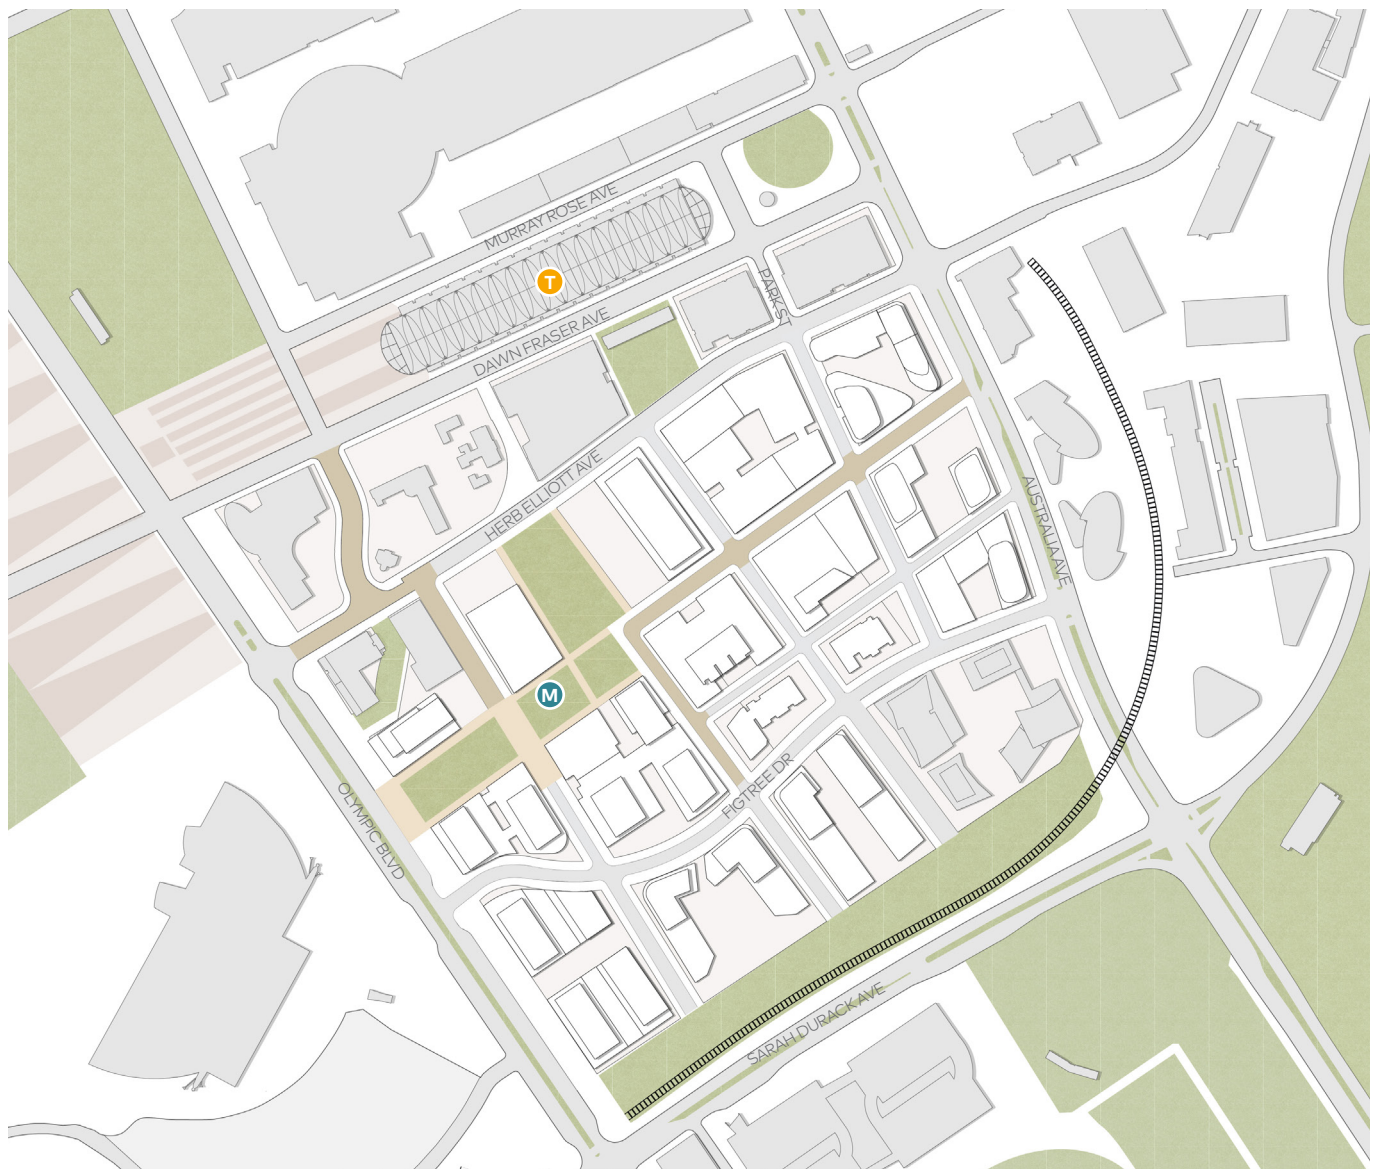 MURRAY ROSE AVE
T
PARK ST
DAWN FRASER AVE
HERB ELLIOTT AVE
AUSTRALIA AVE
M
FIGTREE DR
OLYMPIC BLVD
SARAH DURACK AVE